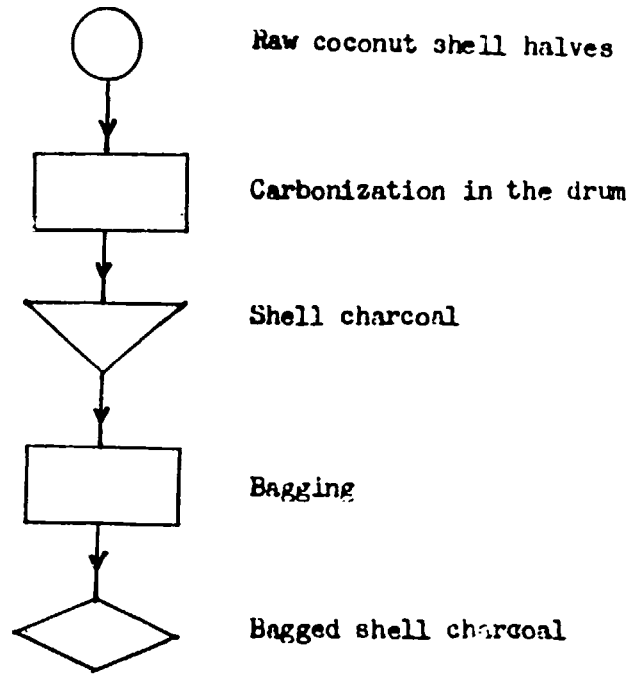 Raw coconut shell halves
Carbonization in the drum
Shell charcoal
Bagging
Bagged shell charcoal